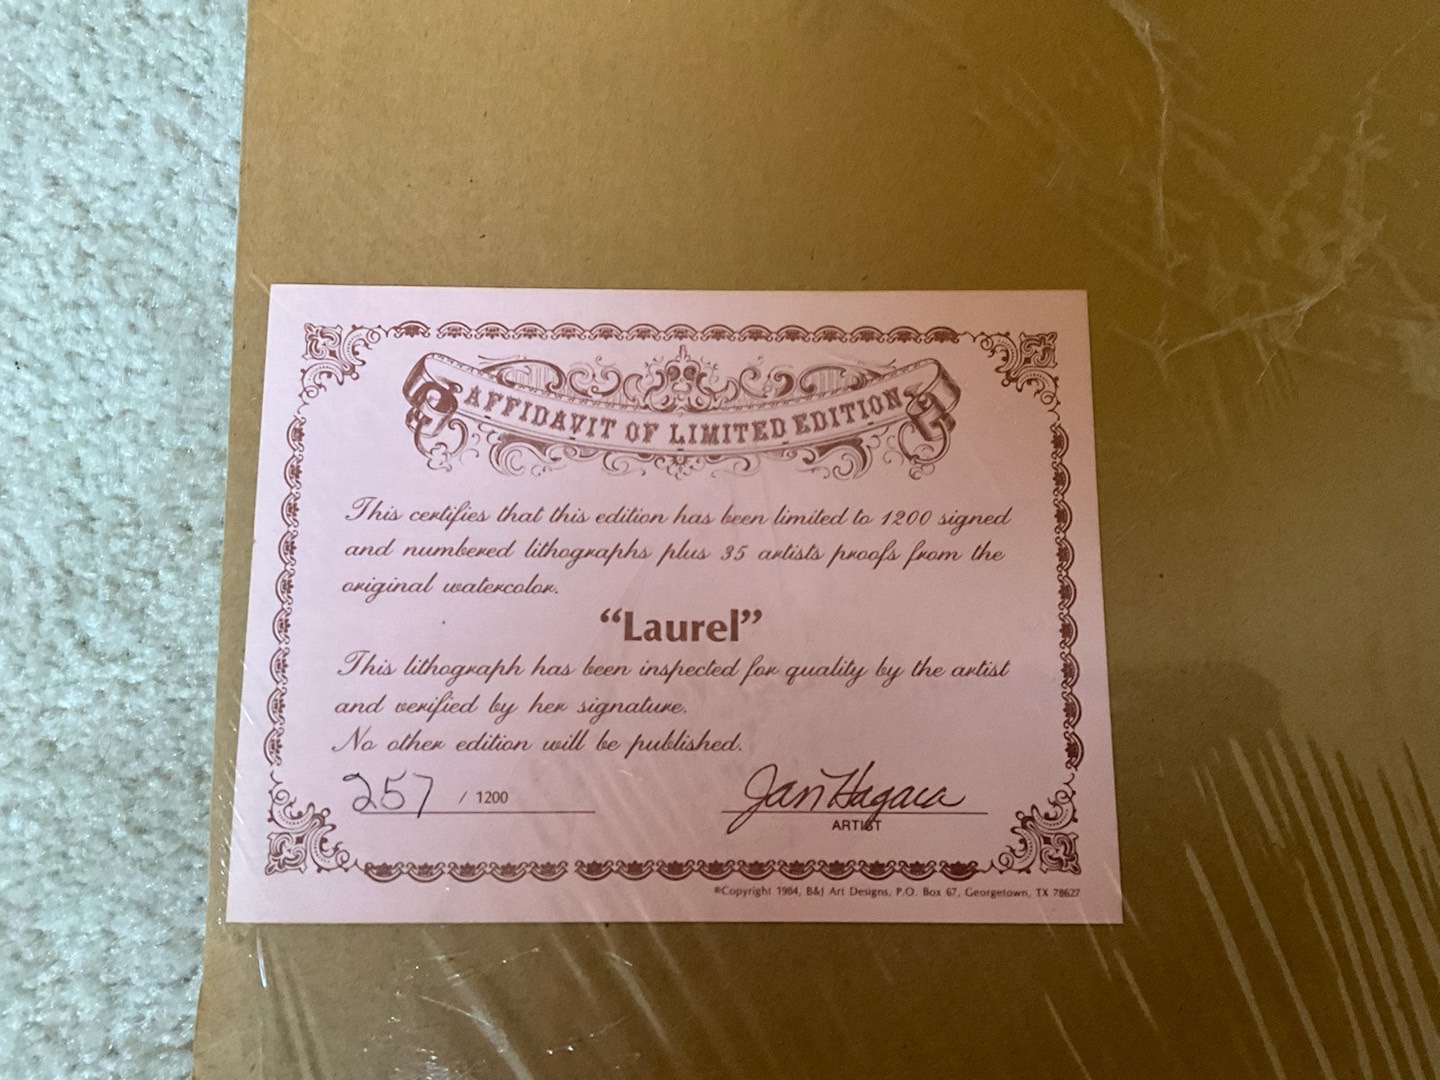 AFFIDAVIT OF LIMITED EDITION
This certifies that this edition has been limited to 1200 signed
and numbered lithographs plus 35 artists proofs from the
original watercolor.
“Laurel”
This lithograph has been inspected for quality by the artist
and verified by her signature.
No other edition will be published.
257 / 1200 Jan Hagara
ARTIST
©Copyright 1984, B&J Art Designs, P.O. Box 67, Georgetown, TX 78627